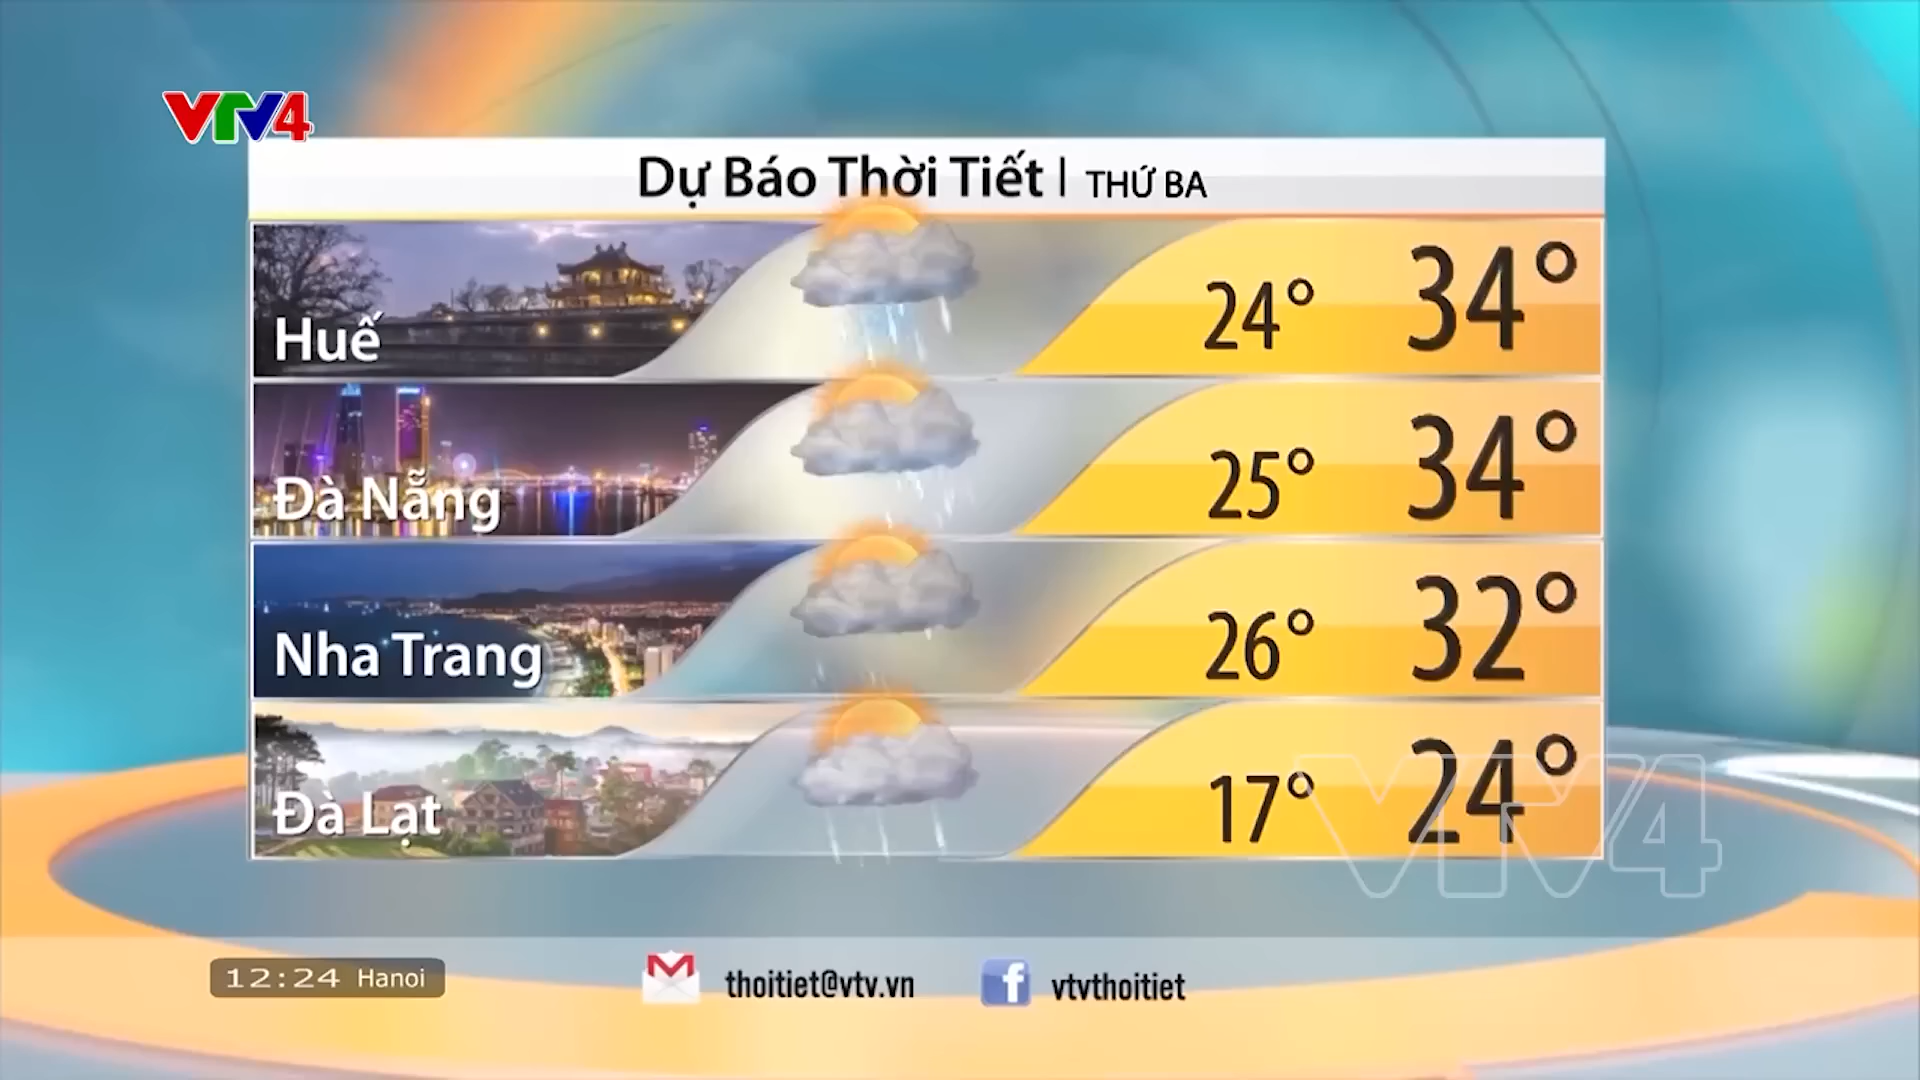 VTV4
Dự Báo Thời Tiết | THỨ BA
Huế 24° 34°
Đà Nẵng 25° 34°
Nha Trang 26° 32°
Đà Lạt 17° 24°
VTV4
12:24 Hanoi
thoitiet@vtv.vn
vtvthoitiet